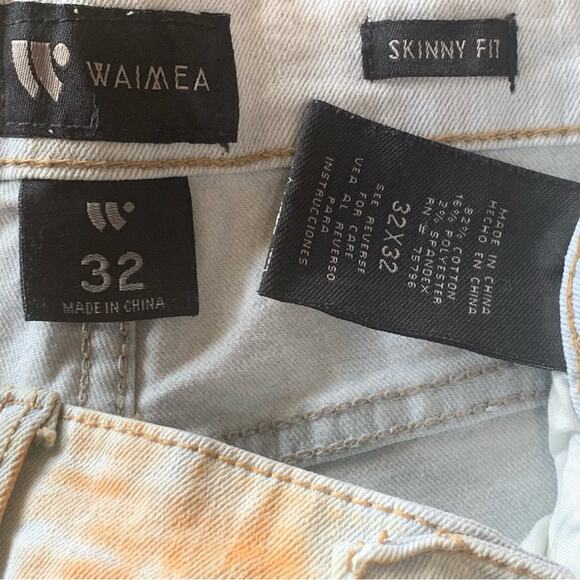 WAIMEA
SKINNY FIT
32
MADE IN CHINA
MADE IN CHINA
HECHO EN CHINA
82% COTTON
16% POLYESTER
2% SPANDEX
RN # 75796
32X32
SEE REVERSE
FOR CARE
VEA AL REVERSO
PARA
INSTRUCCIONES